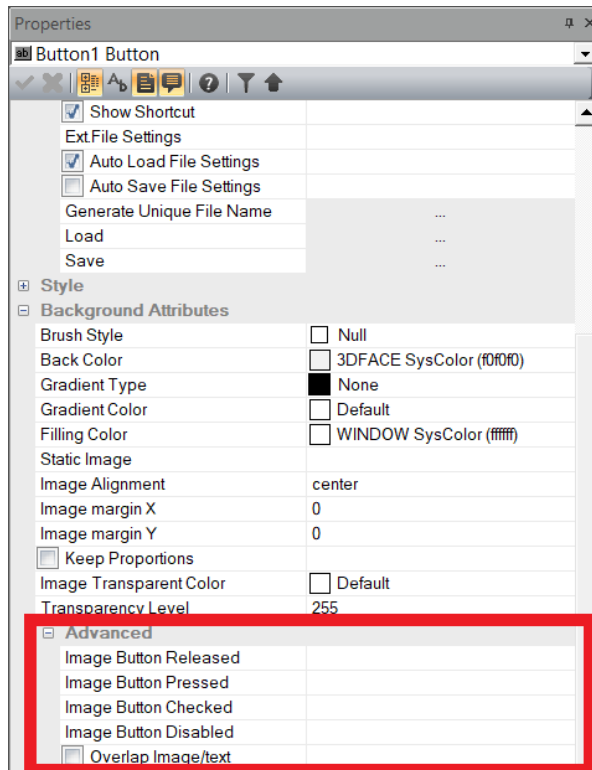 Properties
Button1 Button
Show Shortcut
Ext.File Settings
Auto Load File Settings
Auto Save File Settings
Generate Unique File Name ...
Load ...
Save ...
Style
Background Attributes
Brush Style Null
Back Color 3DFACE SysColor (f0f0f0)
Gradient Type None
Gradient Color Default
Filling Color WINDOW SysColor (ffffff)
Static Image
Image Alignment center
Image margin X 0
Image margin Y 0
Keep Proportions
Image Transparent Color Default
Transparency Level 255
Advanced
Image Button Released
Image Button Pressed
Image Button Checked
Image Button Disabled
Overlap Image/text